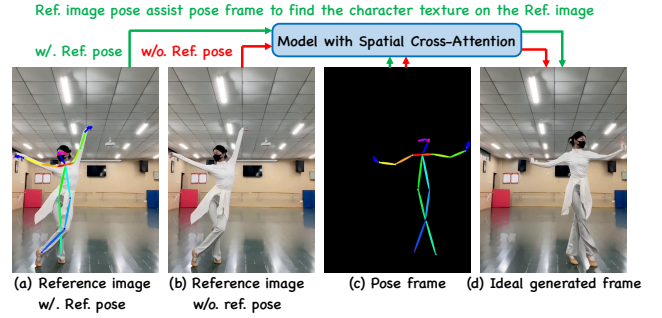 Ref. image pose assist pose frame to find the character texture on the Ref. image
w/. Ref. pose
w/o. Ref. pose
Model with Spatial Cross-Attention
(a) Reference image
w/. Ref. pose
(b) Reference image
w/o. ref. pose
(c) Pose frame
(d) Ideal generated frame